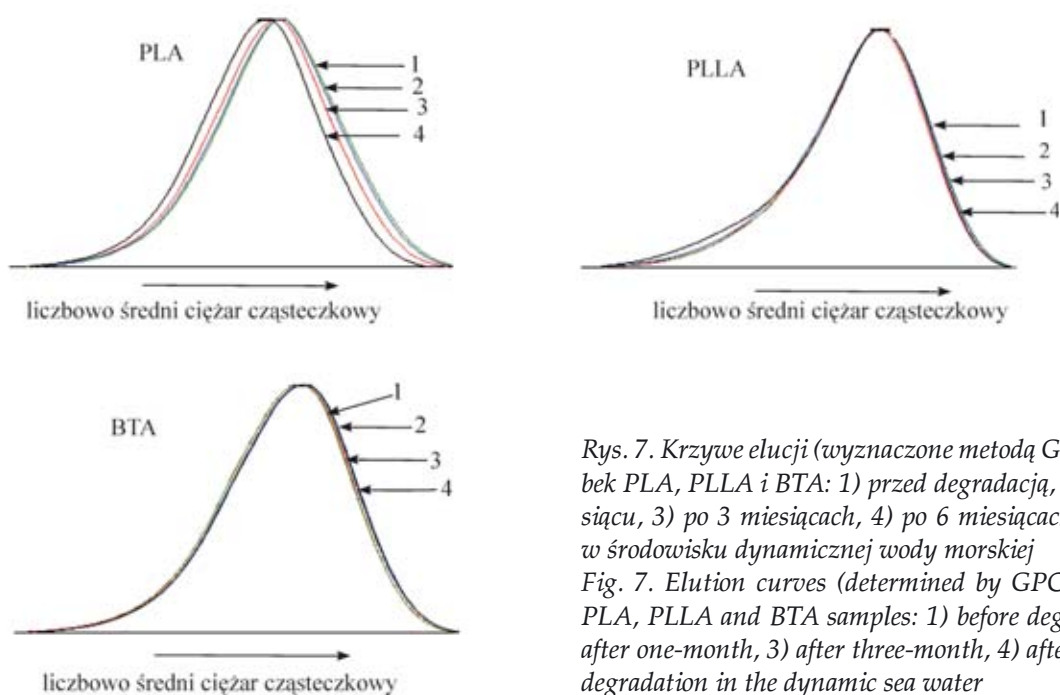 PLA
1
2
3
4
liczbowo średni ciężar cząsteczkowy
PLLA
1
2
3
4
liczbowo średni ciężar cząsteczkowy
BTA
1
2
3
4
liczbowo średni ciężar cząsteczkowy
Rys. 7. Krzywe elucji (wyznaczone metodą G
bek PLA, PLLA i BTA: 1) przed degradacją,
siącu, 3) po 3 miesiącach, 4) po 6 miesiącac
w środowisku dynamicznej wody morskiej
Fig. 7. Elution curves (determined by GPC
PLA, PLLA and BTA samples: 1) before deg
after one-month, 3) after three-month, 4) afte
degradation in the dynamic sea water